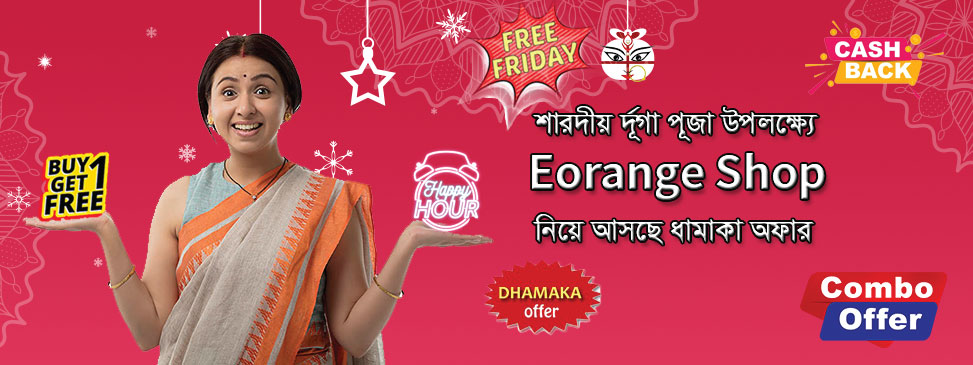 FREE
FRIDAY
CASH
BACK
শারদীয় র্দূগা পূজা উপলক্ষ্যে
Eorange Shop
নিয়ে আসছে ধামাকা অফার
BUY 1
GET
FREE
Happy
HOUR
DHAMAKA
offer
Combo
Offer